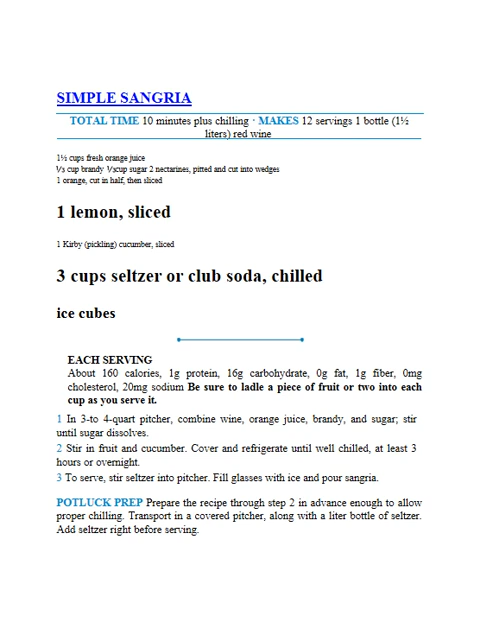 SIMPLE SANGRIA
TOTAL TIME 10 minutes plus chilling · MAKES 12 servings 1 bottle (1½
liters) red wine
1½ cups fresh orange juice
⅓ cup brandy ⅓cup sugar 2 nectarines, pitted and cut into wedges
1 orange, cut in half, then sliced
1 lemon, sliced
1 Kirby (pickling) cucumber, sliced
3 cups seltzer or club soda, chilled
ice cubes
EACH SERVING
About 160 calories, 1g protein, 16g carbohydrate, 0g fat, 1g fiber, 0mg
cholesterol, 20mg sodium Be sure to ladle a piece of fruit or two into each
cup as you serve it.
1 In 3-to 4-quart pitcher, combine wine, orange juice, brandy, and sugar; stir
until sugar dissolves.
2 Stir in fruit and cucumber. Cover and refrigerate until well chilled, at least 3
hours or overnight.
3 To serve, stir seltzer into pitcher. Fill glasses with ice and pour sangria.
POTLUCK PREP Prepare the recipe through step 2 in advance enough to allow
proper chilling. Transport in a covered pitcher, along with a liter bottle of seltzer.
Add seltzer right before serving.